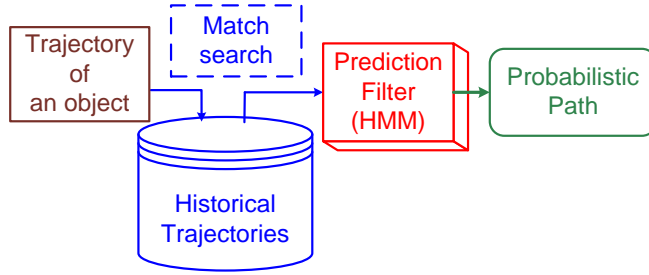 Trajectory
of
an object
Match
search
Historical
Trajectories
Prediction
Filter
(HMM)
Probabilistic
Path